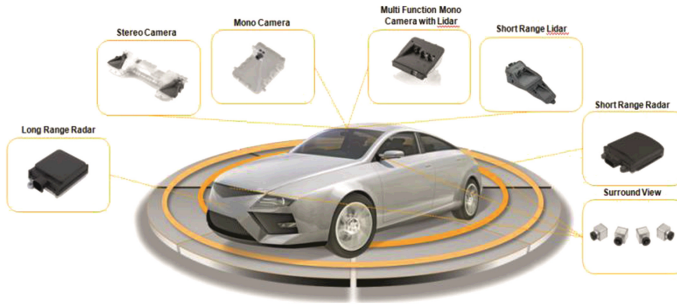 Stereo Camera
Mono Camera
Multi Function Mono
Camera with Lidar
Short Range Lidar
Long Range Radar
Short Range Radar
Surround View